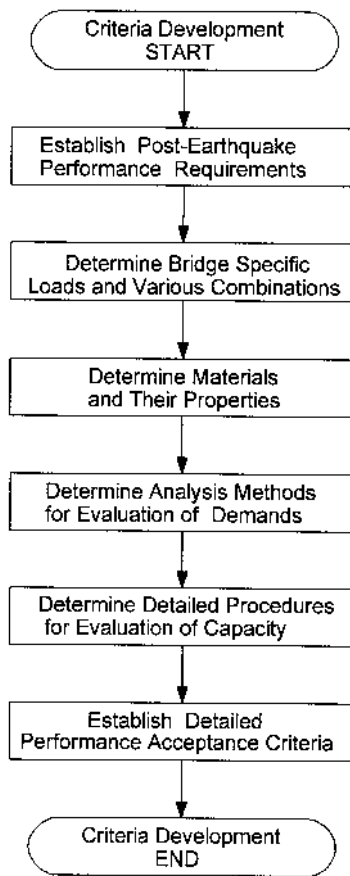 Criteria Development
START
Establish Post-Earthquake
Performance Requirements
Determine Bridge Specific
Loads and Various Combinations
Determine Materials
and Their Properties
Determine Analysis Methods
for Evaluation of Demands
Determine Detailed Procedures
for Evaluation of Capacity
Establish Detailed
Performance Acceptance Criteria
Criteria Development
END